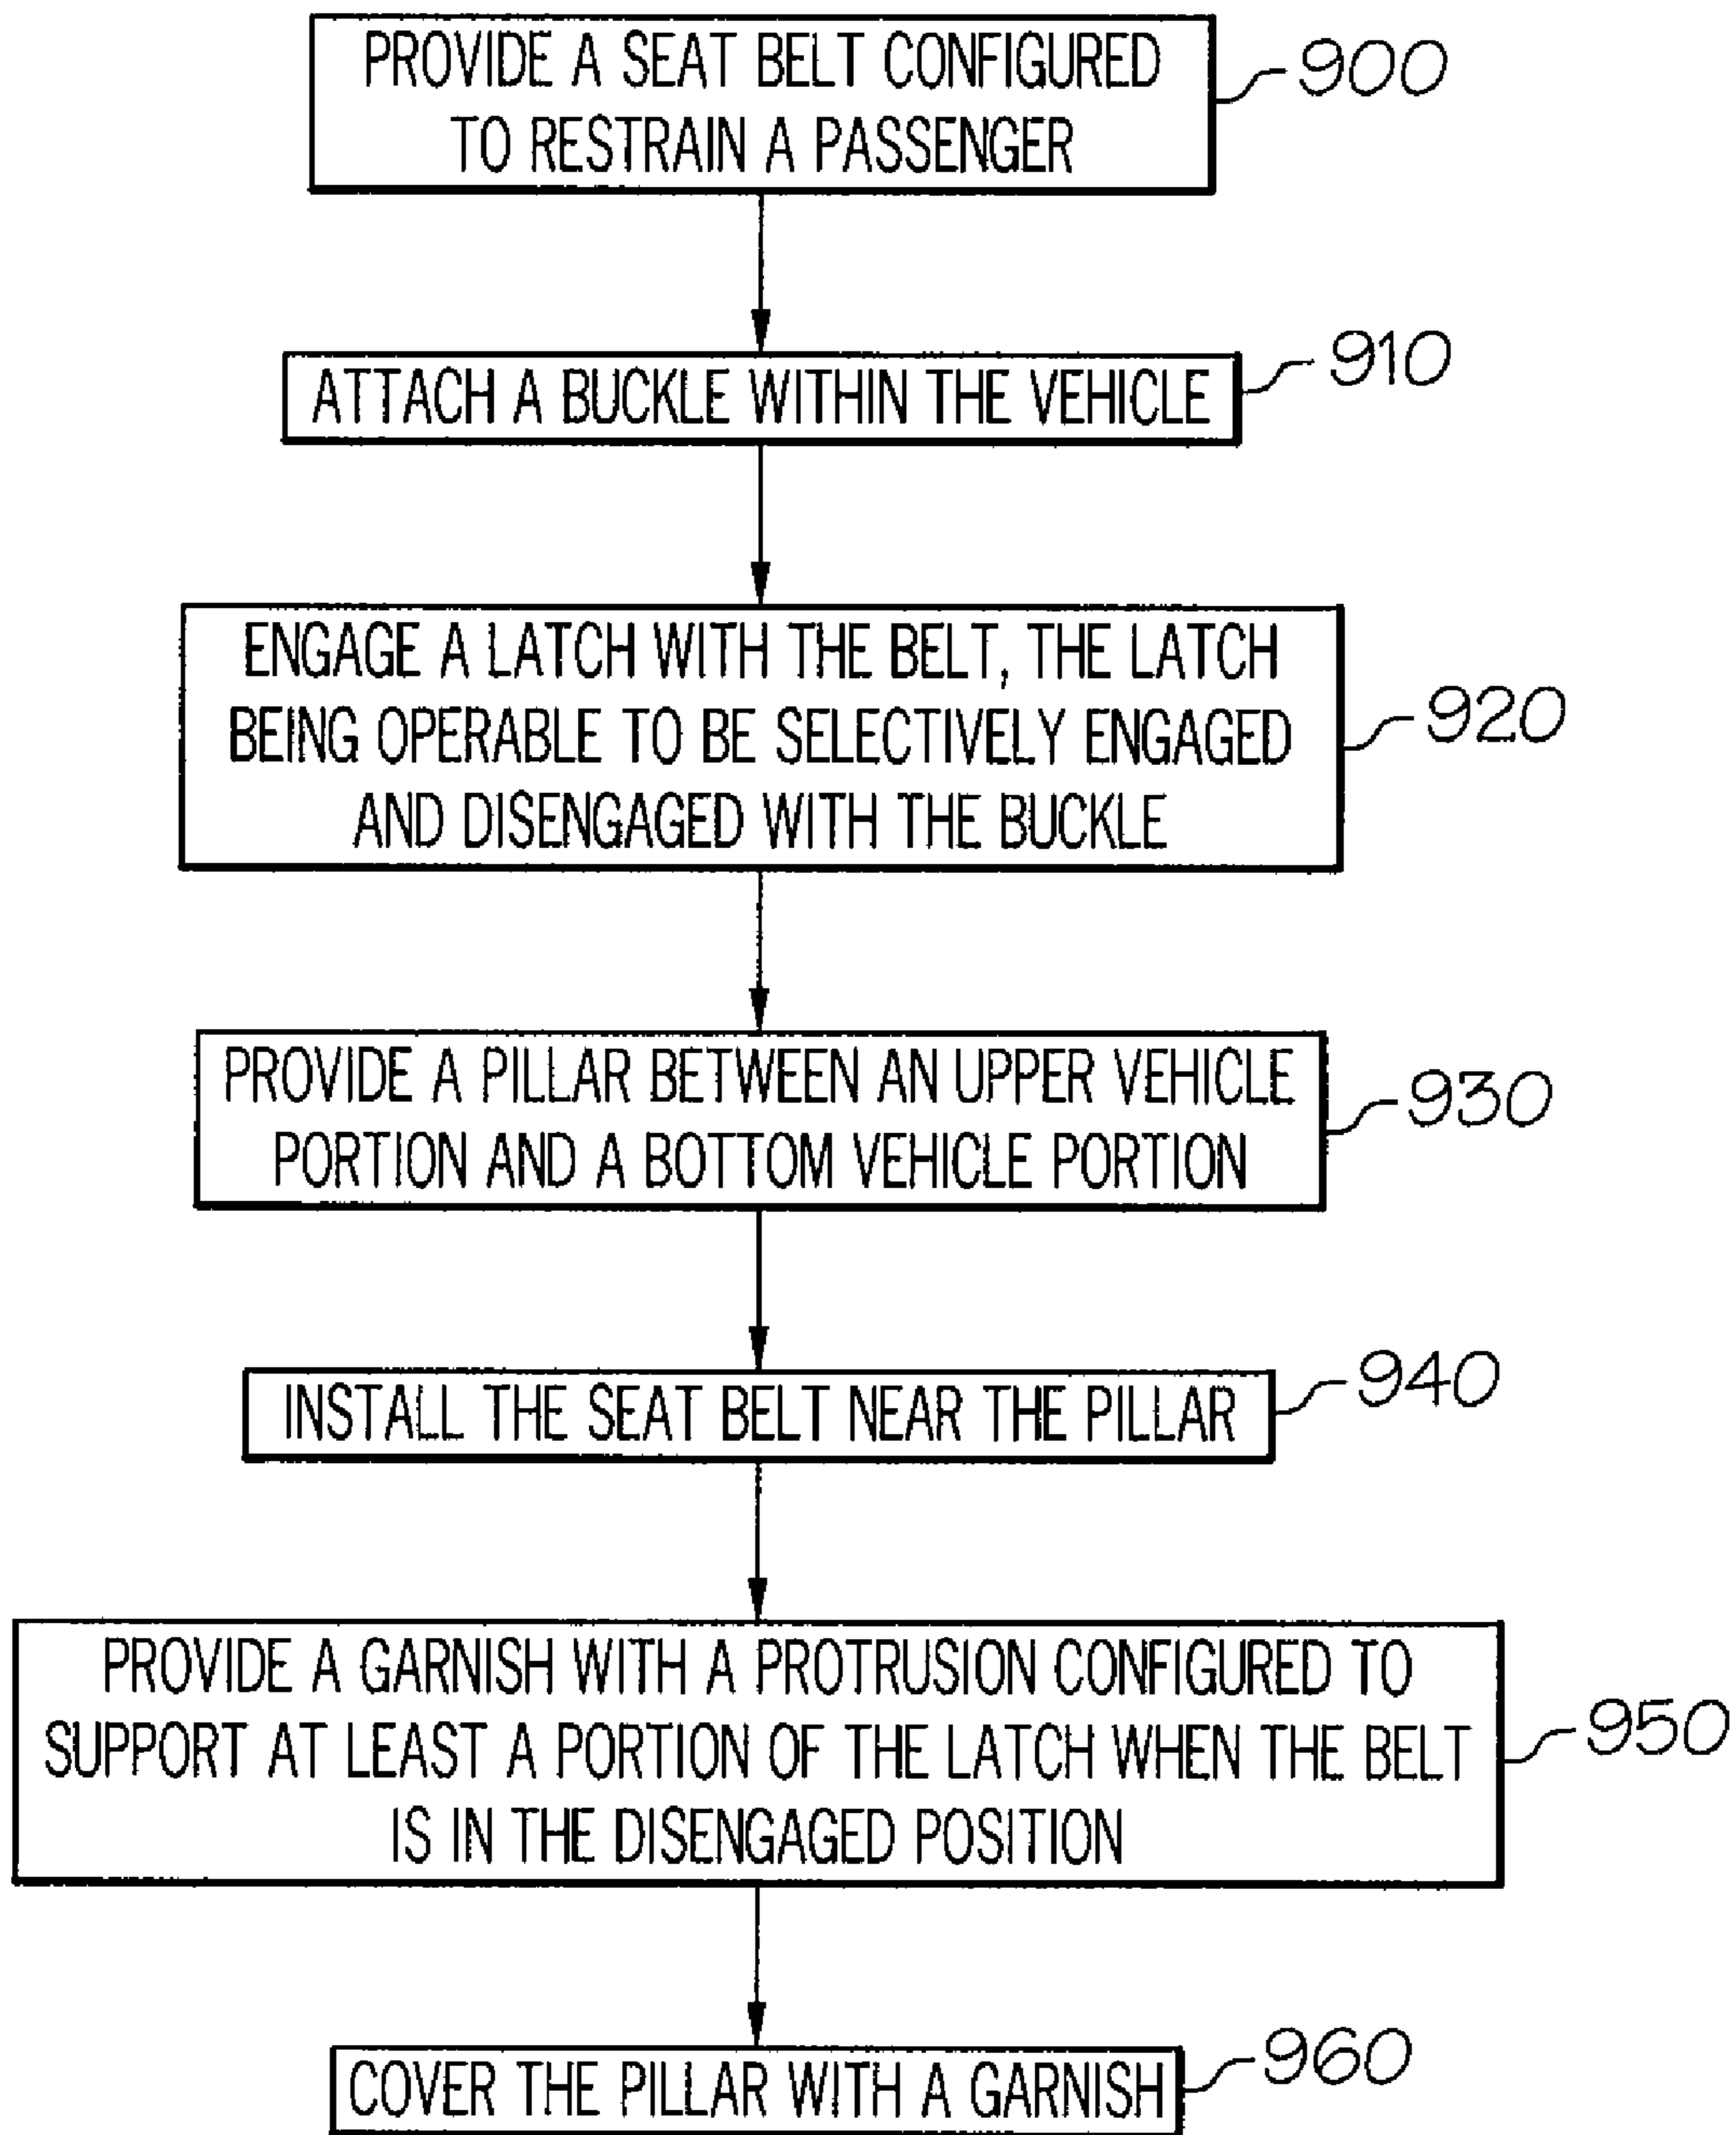 PROVIDE A SEAT BELT CONFIGURED
TO RESTRAIN A PASSENGER
900
ATTACH A BUCKLE WITHIN THE VEHICLE
910
ENGAGE A LATCH WITH THE BELT, THE LATCH
BEING OPERABLE TO BE SELECTIVELY ENGAGED
AND DISENGAGED WITH THE BUCKLE
920
PROVIDE A PILLAR BETWEEN AN UPPER VEHICLE
PORTION AND A BOTTOM VEHICLE PORTION
930
INSTALL THE SEAT BELT NEAR THE PILLAR
940
PROVIDE A GARNISH WITH A PROTRUSION CONFIGURED TO
SUPPORT AT LEAST A PORTION OF THE LATCH WHEN THE BELT
IS IN THE DISENGAGED POSITION
950
COVER THE PILLAR WITH A GARNISH
960